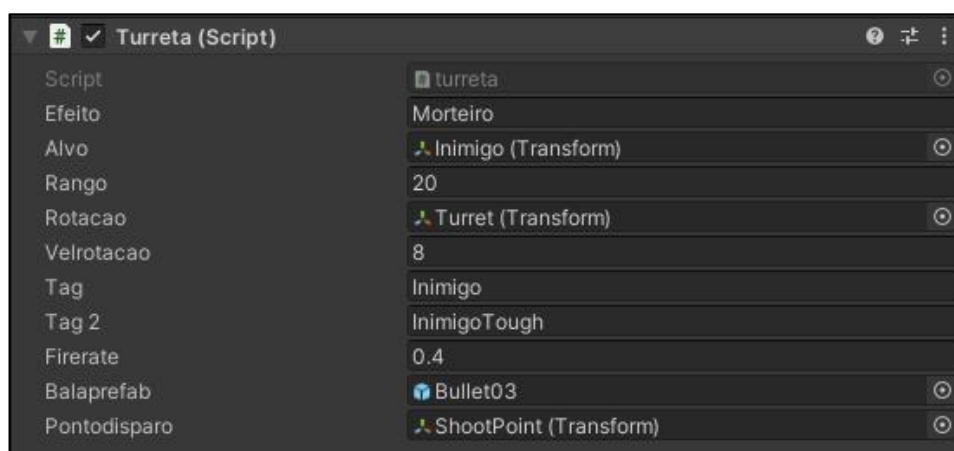 # Turreta (Script)
Script turreta
Efeito Morteiro
Alvo Inimigo (Transform)
Rango 20
Rotacao Turret (Transform)
Velrotacao 8
Tag Inimigo
Tag 2 InimigoTough
Firerate 0.4
Balaprefab Bullet03
Pontodisparo ShootPoint (Transform)